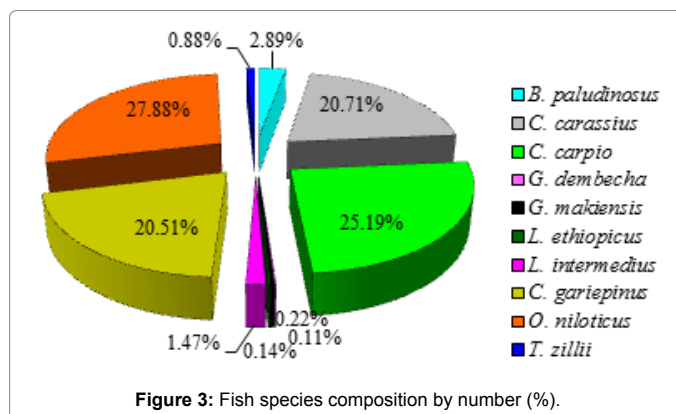 0.88%
2.89%
27.88%
20.71%
20.51%
25.19%
1.47%
0.14%
0.22%
0.11%
B. paludinosus
C. carassius
C. carpio
G. dembecha
G. makiensis
L. ethiopicus
L. intermedius
C. gariepinus
O. niloticus
T. zillii
Figure 3: Fish species composition by number (%).